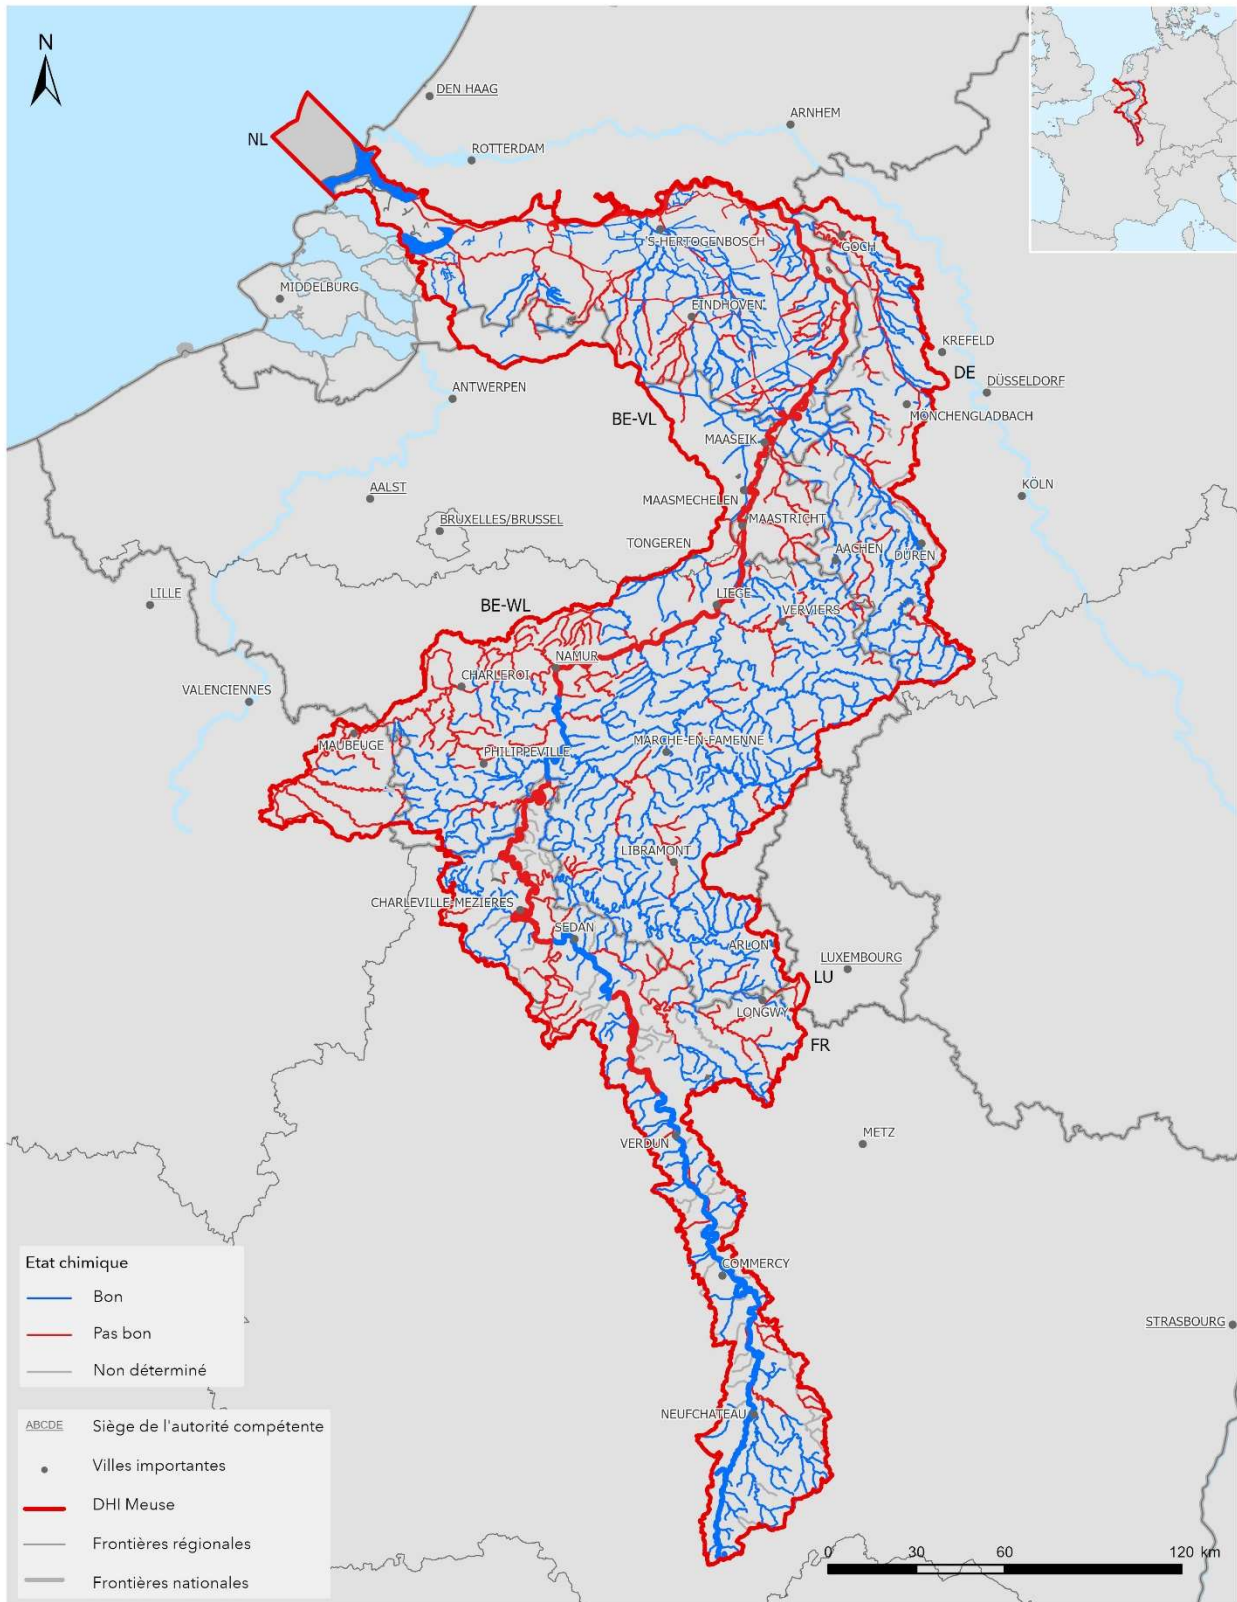 N
DEN HAAG
ARNHEM
NL
ROTTERDAM
S-HERTOGENBOSCH
GOCH
MIDDELBURG
EINDHOVEN
KREFELD
DE
DÜSSELDORF
ANTWERPEN
MÖNCHENGLADBACH
BE-VL
MAASEIK
AALST
MAASMECHELEN
KÖLN
BRUXELLES/BRUSSEL
MAASTRICHT
TONGEREN
AACHEN
DÜREN
LILLE
BE-WL
LIEGE
VERVIERS
NAMUR
CHARLEROI
VALENCIENNES
MAUBEUGE
PHILIPPEVILLE
MARCHE-EN-FAMENNE
LIBRAMONT
CHARLEVILLE-MEZIERES
SEDAN
ARLON
LUXEMBOURG
LU
LONGWY
FR
VERDUN
METZ
COMMERCY
STRASBOURG
NEUFCHATEAU
Etat chimique
Bon
Pas bon
Non déterminé
ABCDE Siège de l'autorité compétente
Villes importantes
DHI Meuse
Frontières régionales
Frontières nationales
0 30 60 120 km